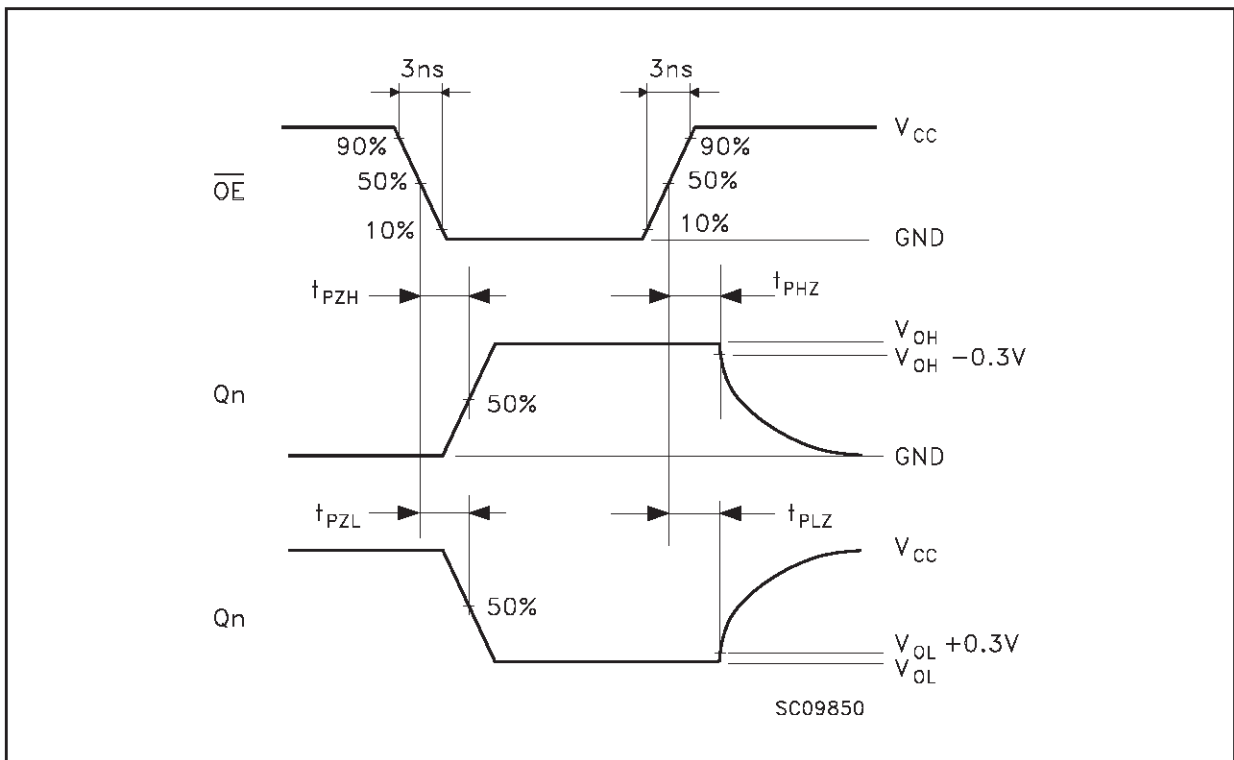 3ns 3ns
V_CC
90% 90%
O̅E̅ 50% 50%
10% 10% GND
t_PZH t_PHZ
V_OH
V_OH −0.3V
Qn 50%
GND
t_PZL t_PLZ
V_CC
Qn 50%
V_OL +0.3V
V_OL
SC09850